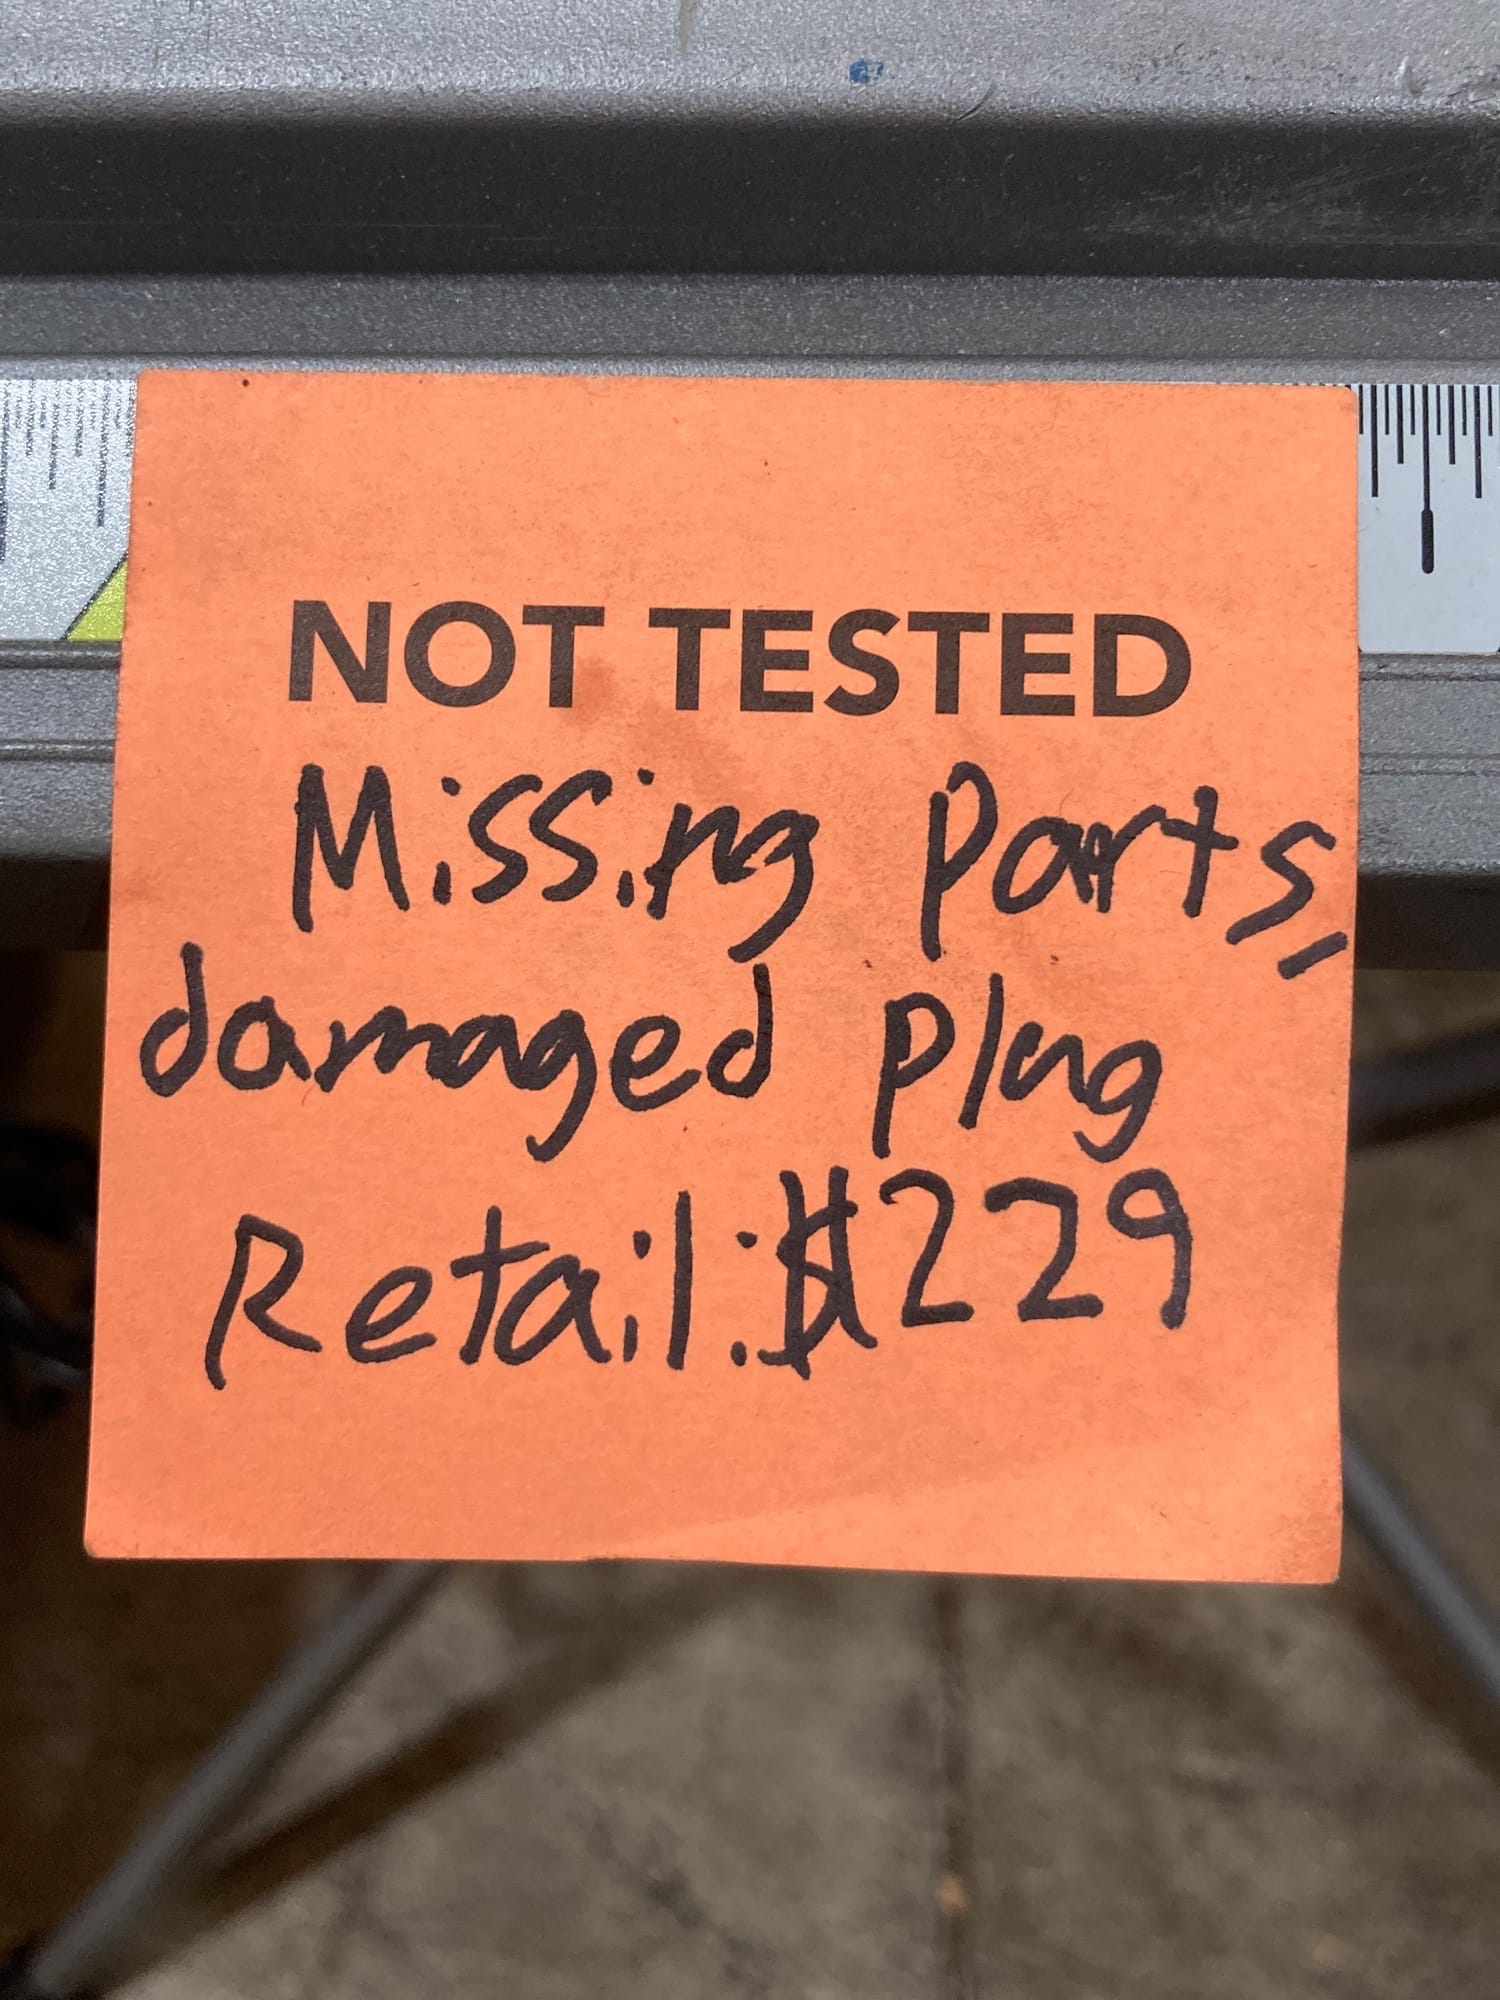 NOT TESTED
Missing Parts,
damaged plug
Retail: $229